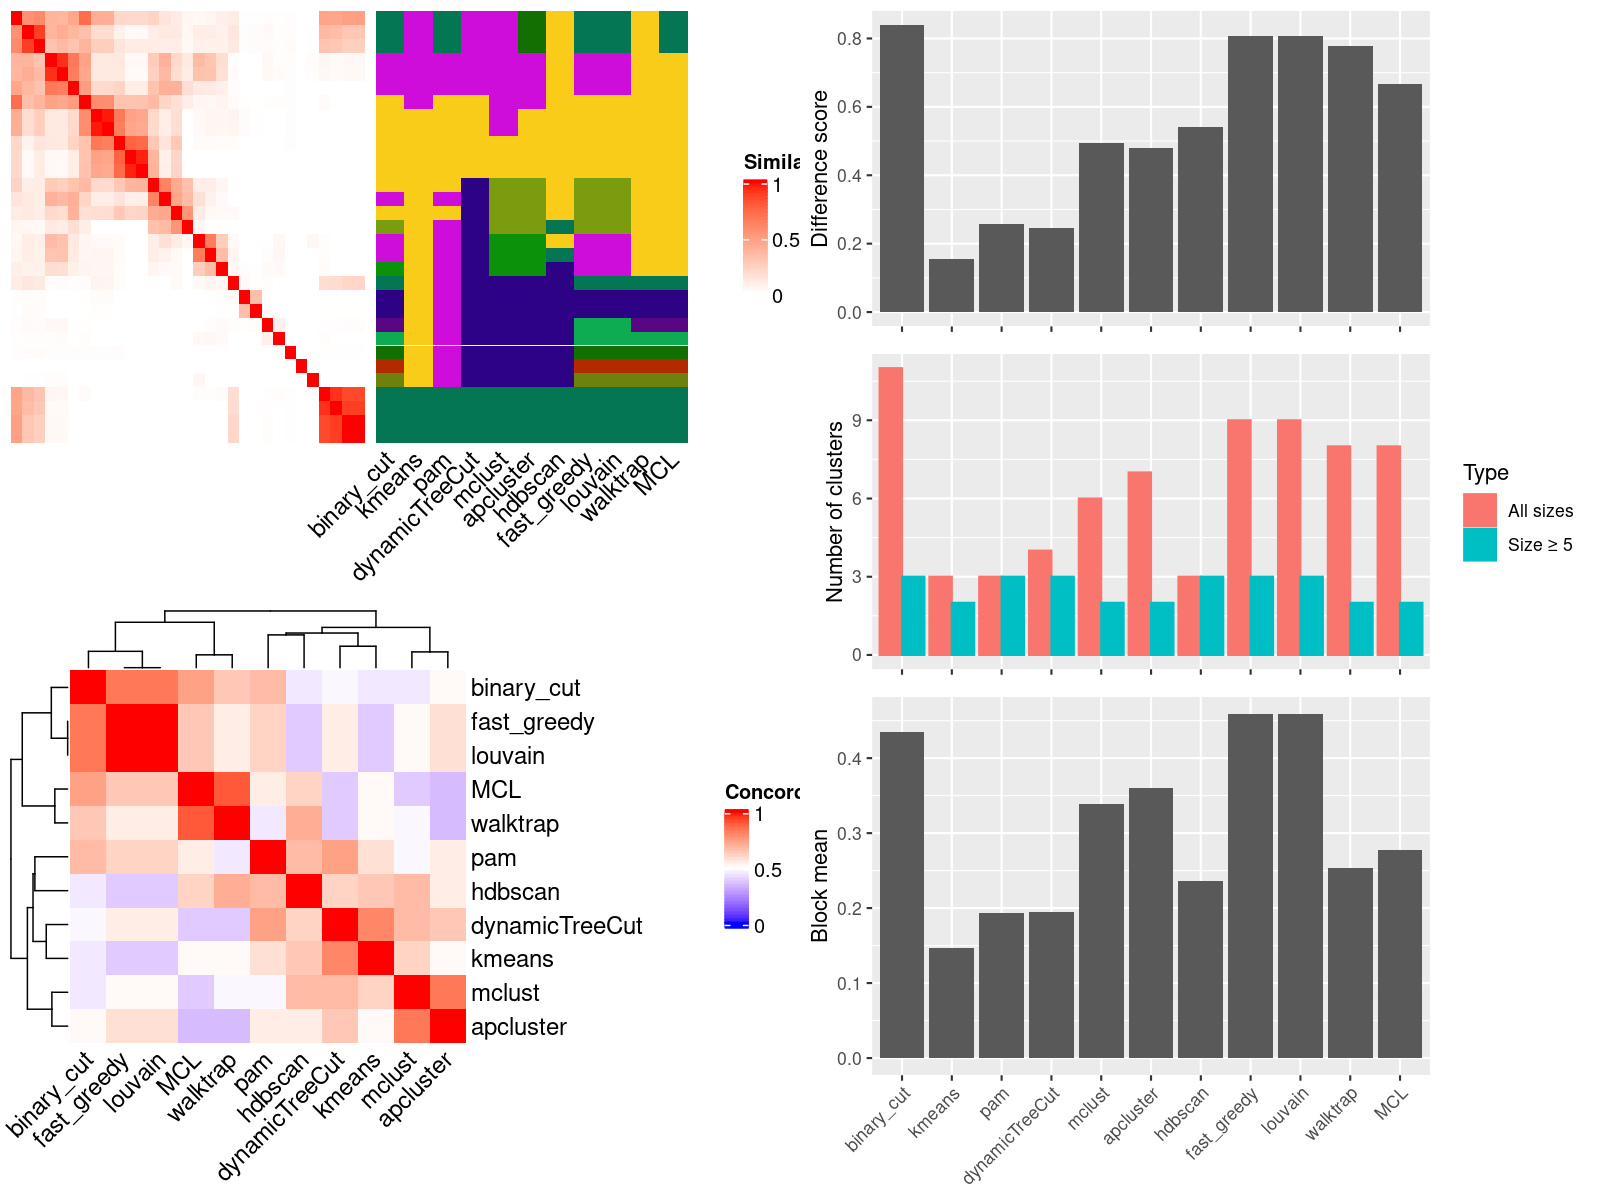 Simila
1
0.5
0
binary_cut
kmeans
pam
dynamicTreeCut
mclust
apcluster
hdbscan
fast_greedy
louvain
walktrap
MCL
binary_cut
fast_greedy
louvain
MCL
walktrap
pam
hdbscan
dynamicTreeCut
kmeans
mclust
apcluster
Concord
1
0.5
0
binary_cut
fast_greedy
louvain
MCL
walktrap
pam
hdbscan
dynamicTreeCut
kmeans
mclust
apcluster
Difference score
0.8
0.6
0.4
0.2
0.0
Number of clusters
9
6
3
0
Type
All sizes
Size ≥ 5
Block mean
0.4
0.3
0.2
0.1
0.0
binary_cut
kmeans
pam
dynamicTreeCut
mclust
apcluster
hdbscan
fast_greedy
louvain
walktrap
MCL